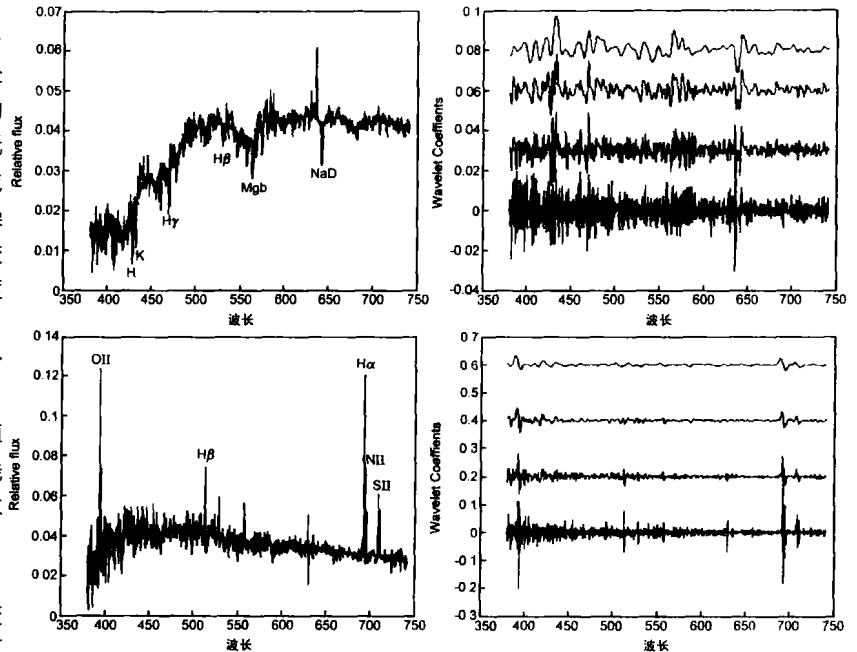 0.07
0.06
0.05
0.04
0.03
0.02
0.01
0
350 400 450 500 550 600 650 700 750
Relative flux
波长
H
K
Hγ
Hβ
Mgb
NaD
0 1
0 08
0.06
0 04
0.02
0
-0.02
-0.04
350 400 450 500 550 600 650 700 750
Wavelet Coeffients
波长
0 14
0.12
0.1
0.08
0.06
0.04
0 02
0
350 400 450 500 550 600 650 700 750
Relative flux
波长
OII
Hβ
Hα
(NII
SII
0 7
0.6
0.5
0.4
0.3
0.2
0.1
0
-0.1
-0.2
-0 3
350 400 450 500 550 600 650 700 750
Wavelet Coeffients
波长